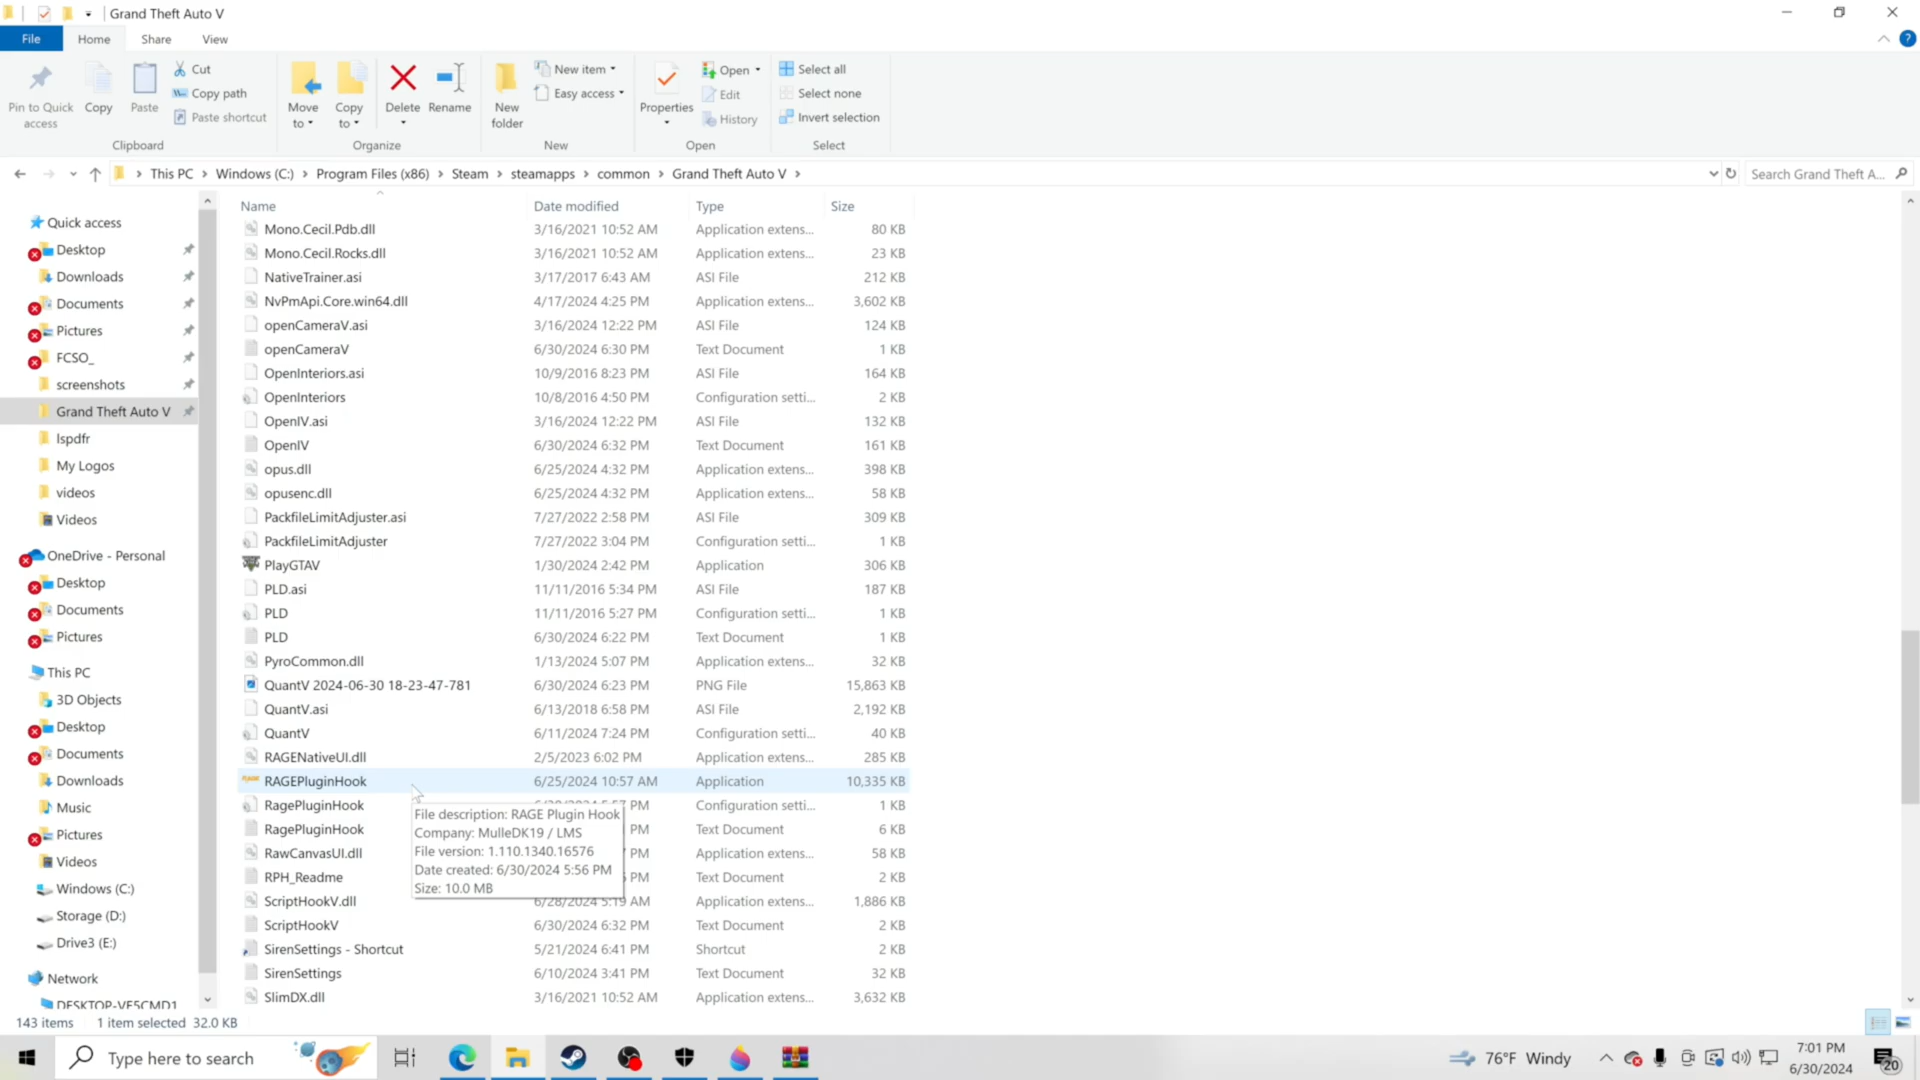 Grand Theft Auto V
File Home Share View
Pin to Quick access
Copy
Paste
Cut
Copy path
Paste shortcut
Clipboard
Move to
Copy to
Delete
Rename
Organize
New folder
New item
Easy access
New
Properties
Open
Edit
History
Open
Select all
Select none
Invert selection
Select
This PC > Windows (C:) > Program Files (x86) > Steam > steamapps > common > Grand Theft Auto V >
Search Grand Theft A...
Quick access
Desktop
Downloads
Documents
Pictures
FCSO_
screenshots
Grand Theft Auto V
lspdfr
My Logos
videos
Videos
OneDrive - Personal
Desktop
Documents
Pictures
This PC
3D Objects
Desktop
Documents
Downloads
Music
Pictures
Videos
Windows (C:)
Storage (D:)
Drive3 (E:)
Network
DESKTOP-VF5CMD1
Name Date modified Type Size
Mono.Cecil.Pdb.dll 3/16/2021 10:52 AM Application extens... 80 KB
Mono.Cecil.Rocks.dll 3/16/2021 10:52 AM Application extens... 23 KB
NativeTrainer.asi 3/17/2017 6:43 AM ASI File 212 KB
NvPmApi.Core.win64.dll 4/17/2024 4:25 PM Application extens... 3,602 KB
openCameraV.asi 3/16/2024 12:22 PM ASI File 124 KB
openCameraV 6/30/2024 6:30 PM Text Document 1 KB
OpenInteriors.asi 10/9/2016 8:23 PM ASI File 164 KB
OpenInteriors 10/8/2016 4:50 PM Configuration setti... 2 KB
OpenIV.asi 3/16/2024 12:22 PM ASI File 132 KB
OpenIV 6/30/2024 6:32 PM Text Document 161 KB
opus.dll 6/25/2024 4:32 PM Application extens... 398 KB
opusenc.dll 6/25/2024 4:32 PM Application extens... 58 KB
PackfileLimitAdjuster.asi 7/27/2022 2:58 PM ASI File 309 KB
PackfileLimitAdjuster 7/27/2022 3:04 PM Configuration setti... 1 KB
PlayGTAV 1/30/2024 2:42 PM Application 306 KB
PLD.asi 11/11/2016 5:34 PM ASI File 187 KB
PLD 11/11/2016 5:27 PM Configuration setti... 1 KB
PLD 6/30/2024 6:22 PM Text Document 1 KB
PyroCommon.dll 1/13/2024 5:07 PM Application extens... 32 KB
QuantV 2024-06-30 18-23-47-781 6/30/2024 6:23 PM PNG File 15,863 KB
QuantV.asi 6/13/2018 6:58 PM ASI File 2,192 KB
QuantV 6/11/2024 7:24 PM Configuration setti... 40 KB
RAGENativeUI.dll 2/5/2023 6:02 PM Application extens... 285 KB
RAGEPluginHook 6/25/2024 10:57 AM Application 10,335 KB
RagePluginHook PM Configuration setti... 1 KB
RagePluginHook PM Text Document 6 KB
RawCanvasUI.dll PM Application extens... 58 KB
RPH_Readme PM Text Document 2 KB
ScriptHookV.dll 6/28/2024 5:19 AM Application extens... 1,886 KB
ScriptHookV 6/30/2024 6:32 PM Text Document 2 KB
SirenSettings - Shortcut 5/21/2024 6:41 PM Shortcut 2 KB
SirenSettings 6/10/2024 3:41 PM Text Document 32 KB
SlimDX.dll 3/16/2021 10:52 AM Application extens... 3,632 KB
File description: RAGE Plugin Hook
Company: MulleDK19 / LMS
File version: 1.110.1340.16576
Date created: 6/30/2024 5:56 PM
Size: 10.0 MB
143 items 1 item selected 32.0 KB
Type here to search
76°F Windy
7:01 PM
6/30/2024
20